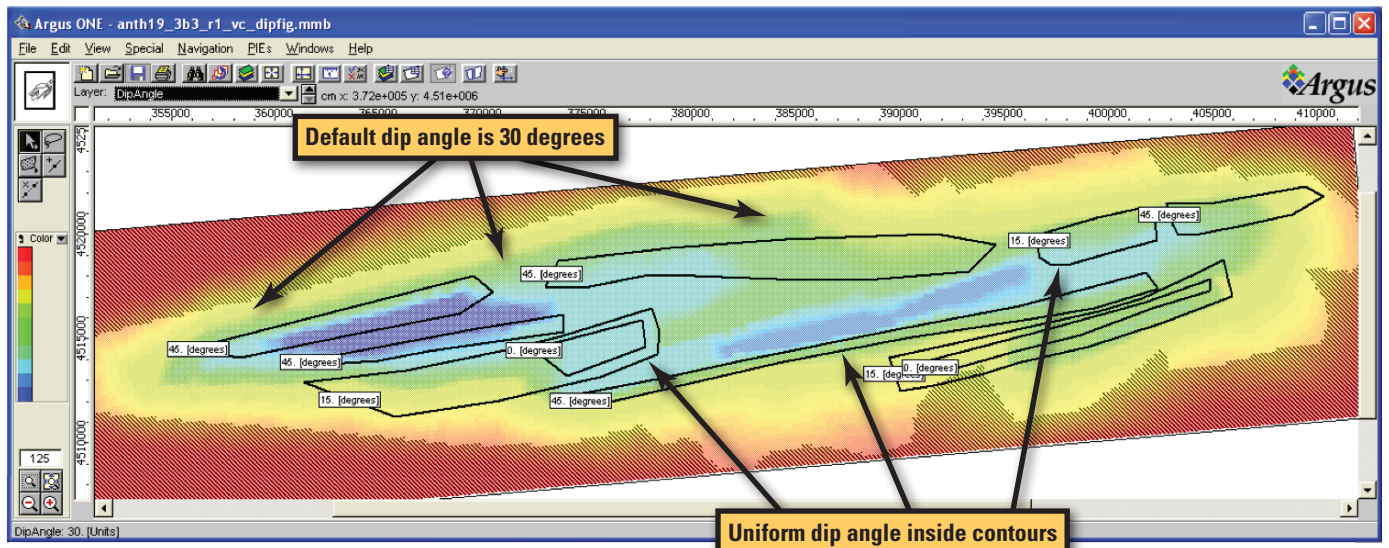 Argus ONE - anth19_3b3_r1_vc_dipfig.mmb
File Edit View Special Navigation PIEs Windows Help
Layer: DipAngle cm x: 3.72e+005 y: 4.51e+006
Argus
355000 360000 365000 370000 375000 380000 385000 390000 395000 400000 405000 410000
Default dip angle is 30 degrees
4520000
4515000
4510000
Color
125
45. [degrees]
15. [degrees]
45. [degrees]
45. [degrees]
45. [degrees]
0. [degrees]
15. [degrees]
0. [degrees]
15. [degrees]
45. [degrees]
Uniform dip angle inside contours
DipAngle: 30. [Units]